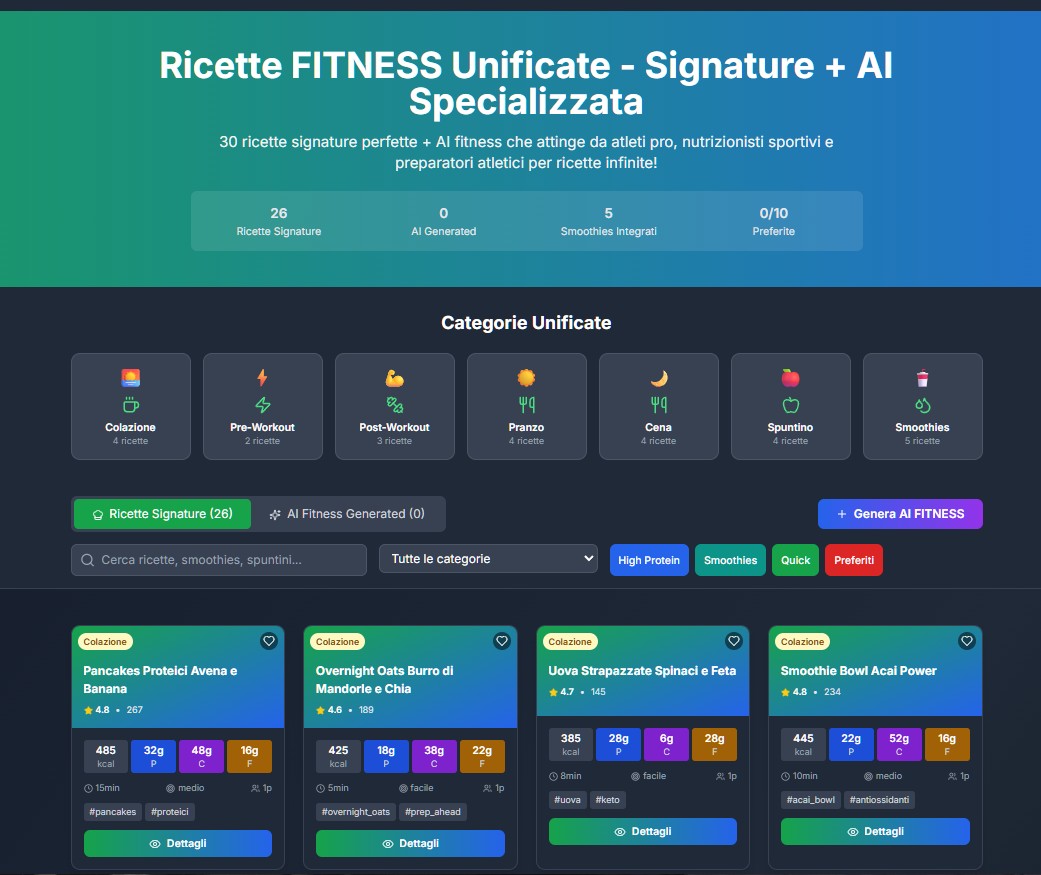 Ricette FITNESS Unificate - Signature + AI
Specializzata
30 ricette signature perfette + AI fitness che attinge da atleti pro, nutrizionisti sportivi e
preparatori atletici per ricette infinite!
26 0 5 0/10
Ricette Signature AI Generated Smoothies Integrati Preferite
Categorie Unificate
Colazione Pre-Workout Post-Workout Pranzo Cena Spuntino Smoothies
4 ricette 2 ricette 3 ricette 4 ricette 4 ricette 4 ricette 5 ricette
Ricette Signature (26) AI Fitness Generated (0) + Genera AI FITNESS
Cerca ricette, smoothies, spuntini... Tutte le categorie High Protein Smoothies Quick Preferiti
Colazione
Pancakes Proteici Avena e
Banana
4.8 • 267
485 32g 48g 16g
kcal P C F
15min medio 1p
#pancakes #proteici
Dettagli
Colazione
Overnight Oats Burro di
Mandorle e Chia
4.6 • 189
425 18g 38g 22g
kcal P C F
5min facile 1p
#overnight_oats #prep_ahead
Dettagli
Colazione
Uova Strapazzate Spinaci e Feta
4.7 • 145
385 28g 6g 28g
kcal P C F
8min facile 1p
#uova #keto
Dettagli
Colazione
Smoothie Bowl Acai Power
4.8 • 234
445 22g 52g 16g
kcal P C F
10min medio 1p
#acai_bowl #antiossidanti
Dettagli